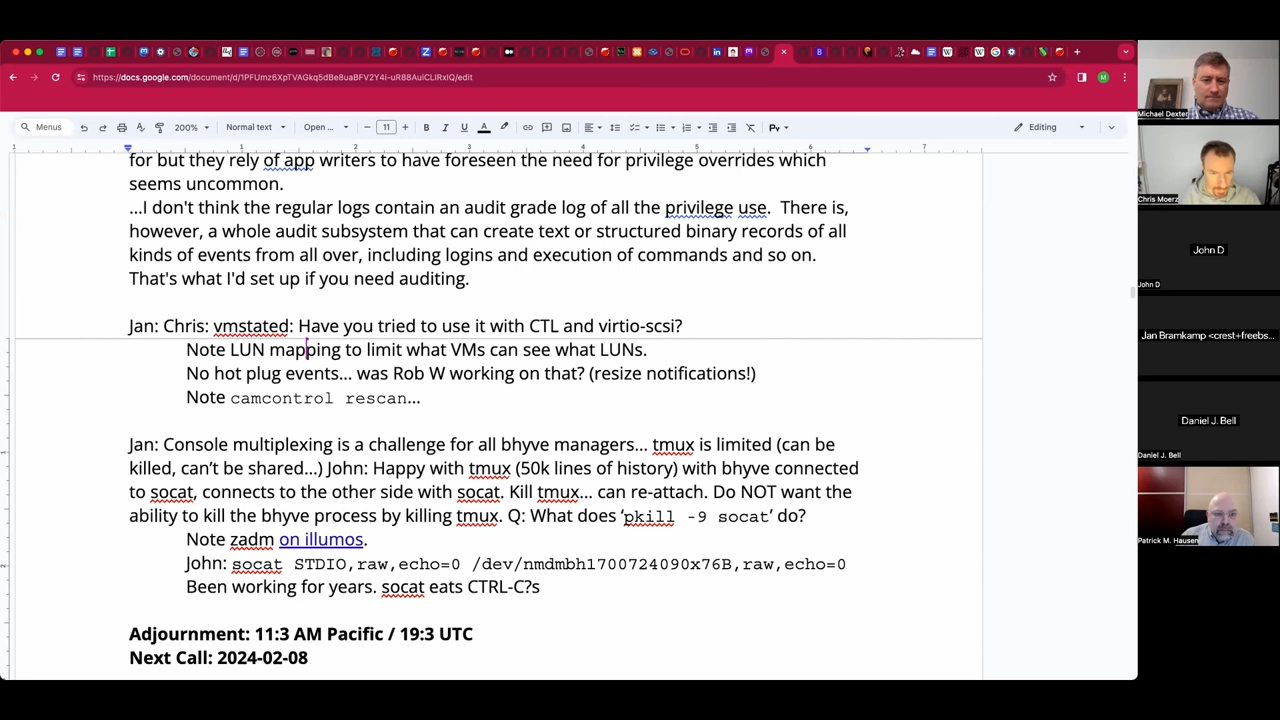 https://docs.google.com/document/d/1PFUmz6XpTVAGkq5dBe8uaBFV2Y4i-uR88AuiCLIRxIQ/edit
Menus 200% Normal text Open ... 11 Editing
for but they rely of app writers to have foreseen the need for privilege overrides which
seems uncommon.
...I don't think the regular logs contain an audit grade log of all the privilege use. There is,
however, a whole audit subsystem that can create text or structured binary records of all
kinds of events from all over, including logins and execution of commands and so on.
That's what I'd set up if you need auditing.
Jan: Chris: vmstated: Have you tried to use it with CTL and virtio-scsi?
Note LUN mapping to limit what VMs can see what LUNs.
No hot plug events... was Rob W working on that? (resize notifications!)
Note camcontrol rescan...
Jan: Console multiplexing is a challenge for all bhyve managers... tmux is limited (can be
killed, can't be shared...) John: Happy with tmux (50k lines of history) with bhyve connected
to socat, connects to the other side with socat. Kill tmux... can re-attach. Do NOT want the
ability to kill the bhyve process by killing tmux. Q: What does ‘pkill -9 socat’ do?
Note zadm on illumos.
John: socat STDIO,raw,echo=0 /dev/nmdmbh1700724090x76B,raw,echo=0
Been working for years. socat eats CTRL-C?s
Adjournment: 11:3 AM Pacific / 19:3 UTC
Next Call: 2024-02-08
Michael Dexter
Chris Moerz
John D
John D
Jan Bramkamp <crest+freebs...
Daniel J. Bell
Daniel J. Bell
Patrick M. Hausen